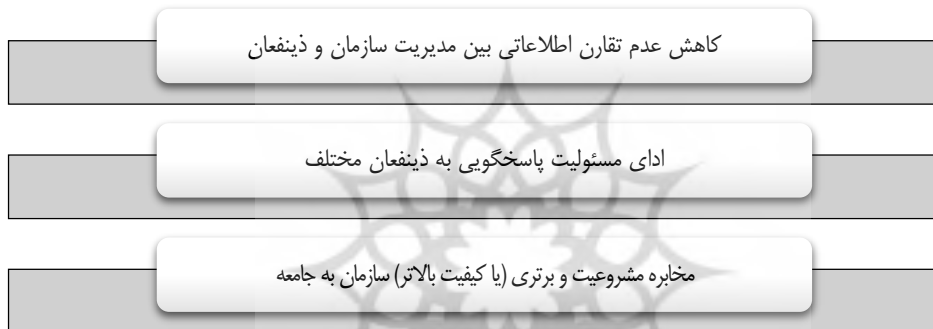 کاهش عدم تقارن اطلاعاتی بین مدیریت سازمان و ذینفعان
ادای مسئولیت پاسخگویی به ذینفعان مختلف
مخابره مشروعیت و برتری (یا کیفیت بالاتر) سازمان به جامعه